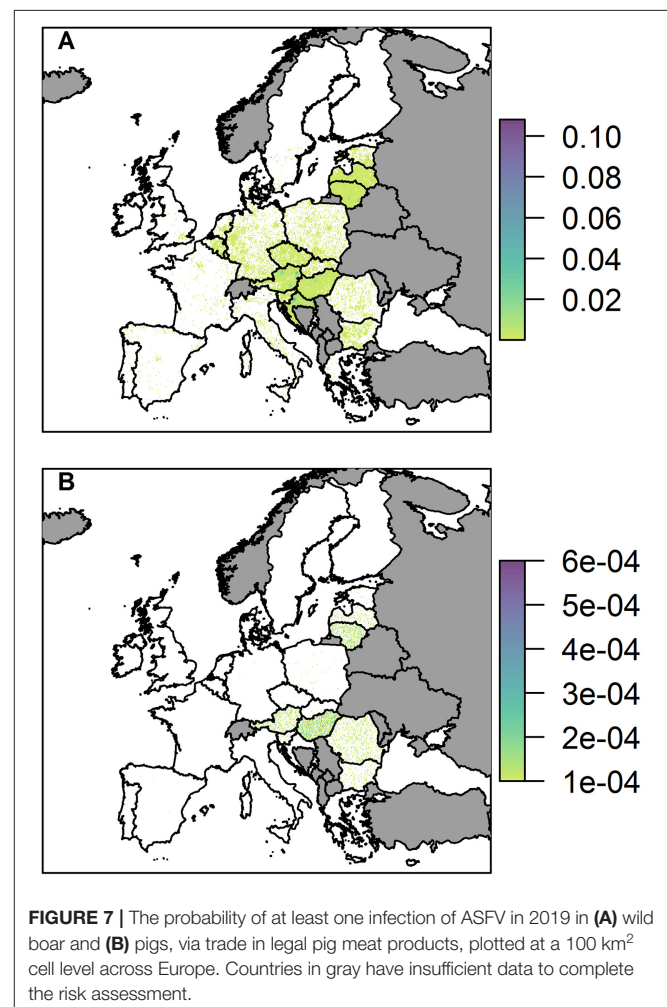 A
0.10
0.08
0.06
0.04
0.02
B
6e-04
5e-04
4e-04
3e-04
2e-04
1e-04
FIGURE 7 | The probability of at least one infection of ASFV in 2019 in (A) wild
boar and (B) pigs, via trade in legal pig meat products, plotted at a 100 km²
cell level across Europe. Countries in gray have insufficient data to complete
the risk assessment.